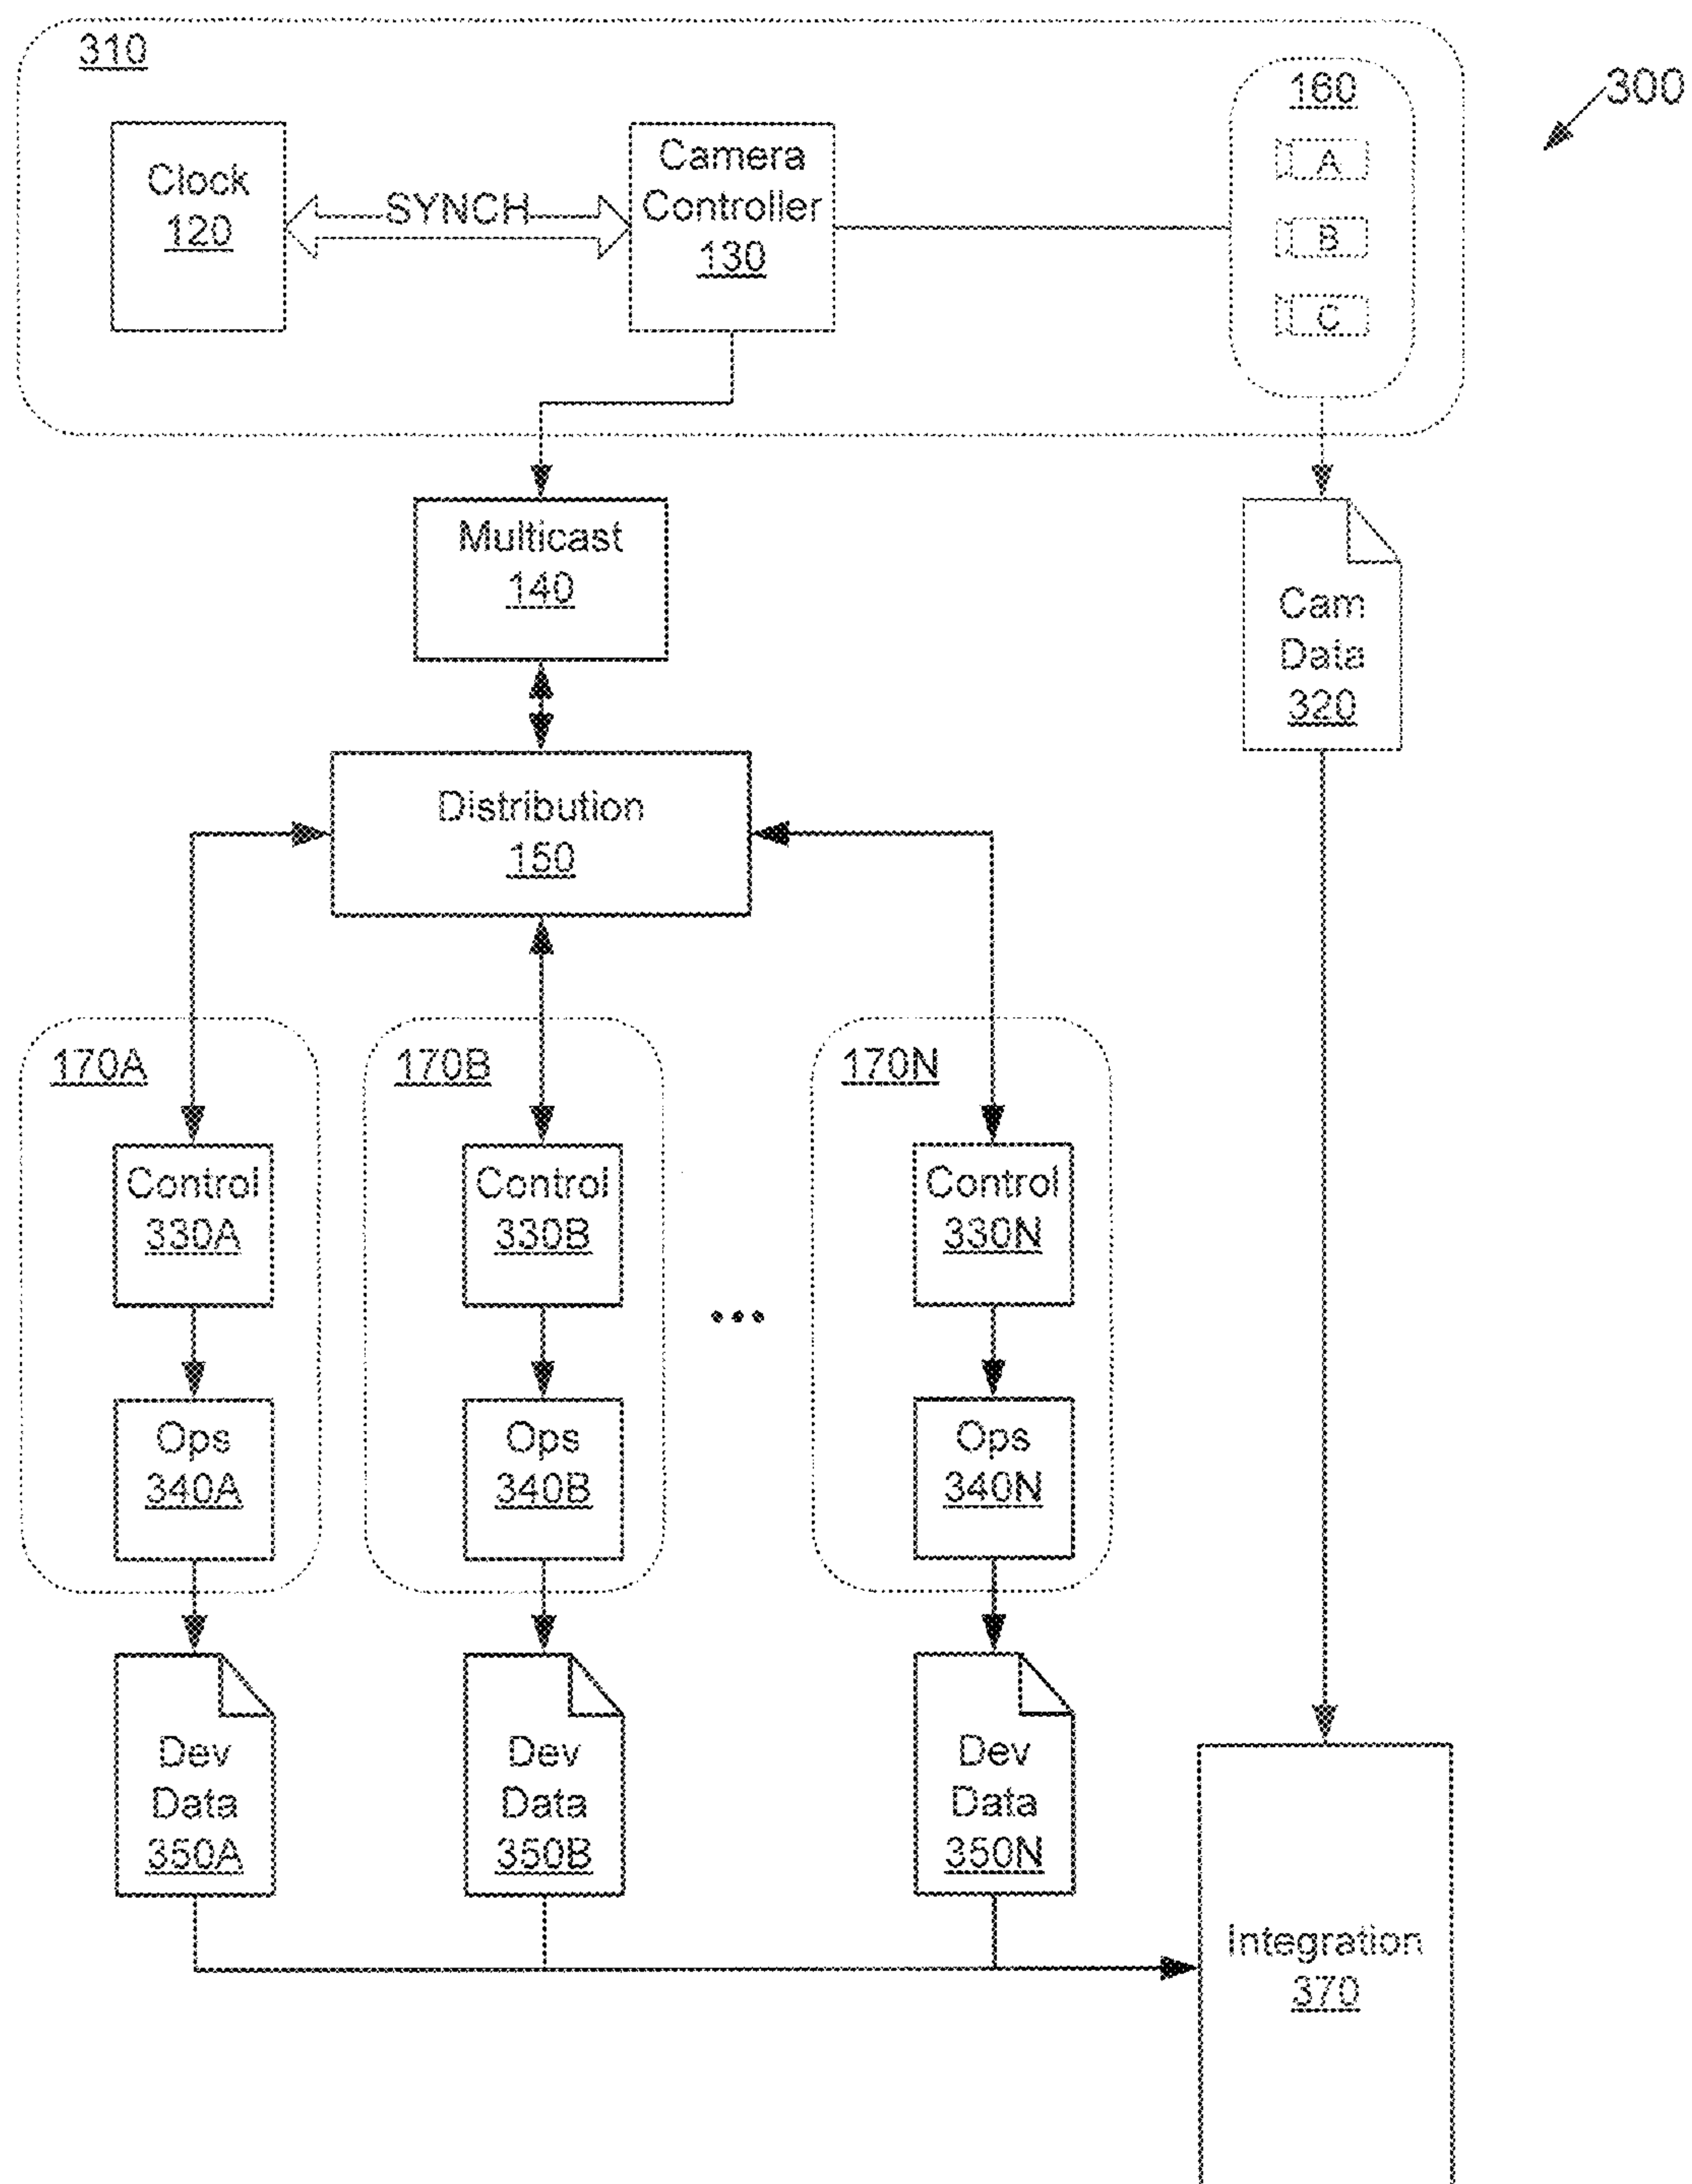 310
300
160
A
B
C
Clock
120
SYNCH
Camera
Controller
130
Multicast
140
Cam
Data
320
Distribution
150
170A
170B
170N
Control
330A
Control
330B
Control
330N
...
Ops
340A
Ops
340B
Ops
340N
Dev
Data
350A
Dev
Data
350B
Dev
Data
350N
Integration
370